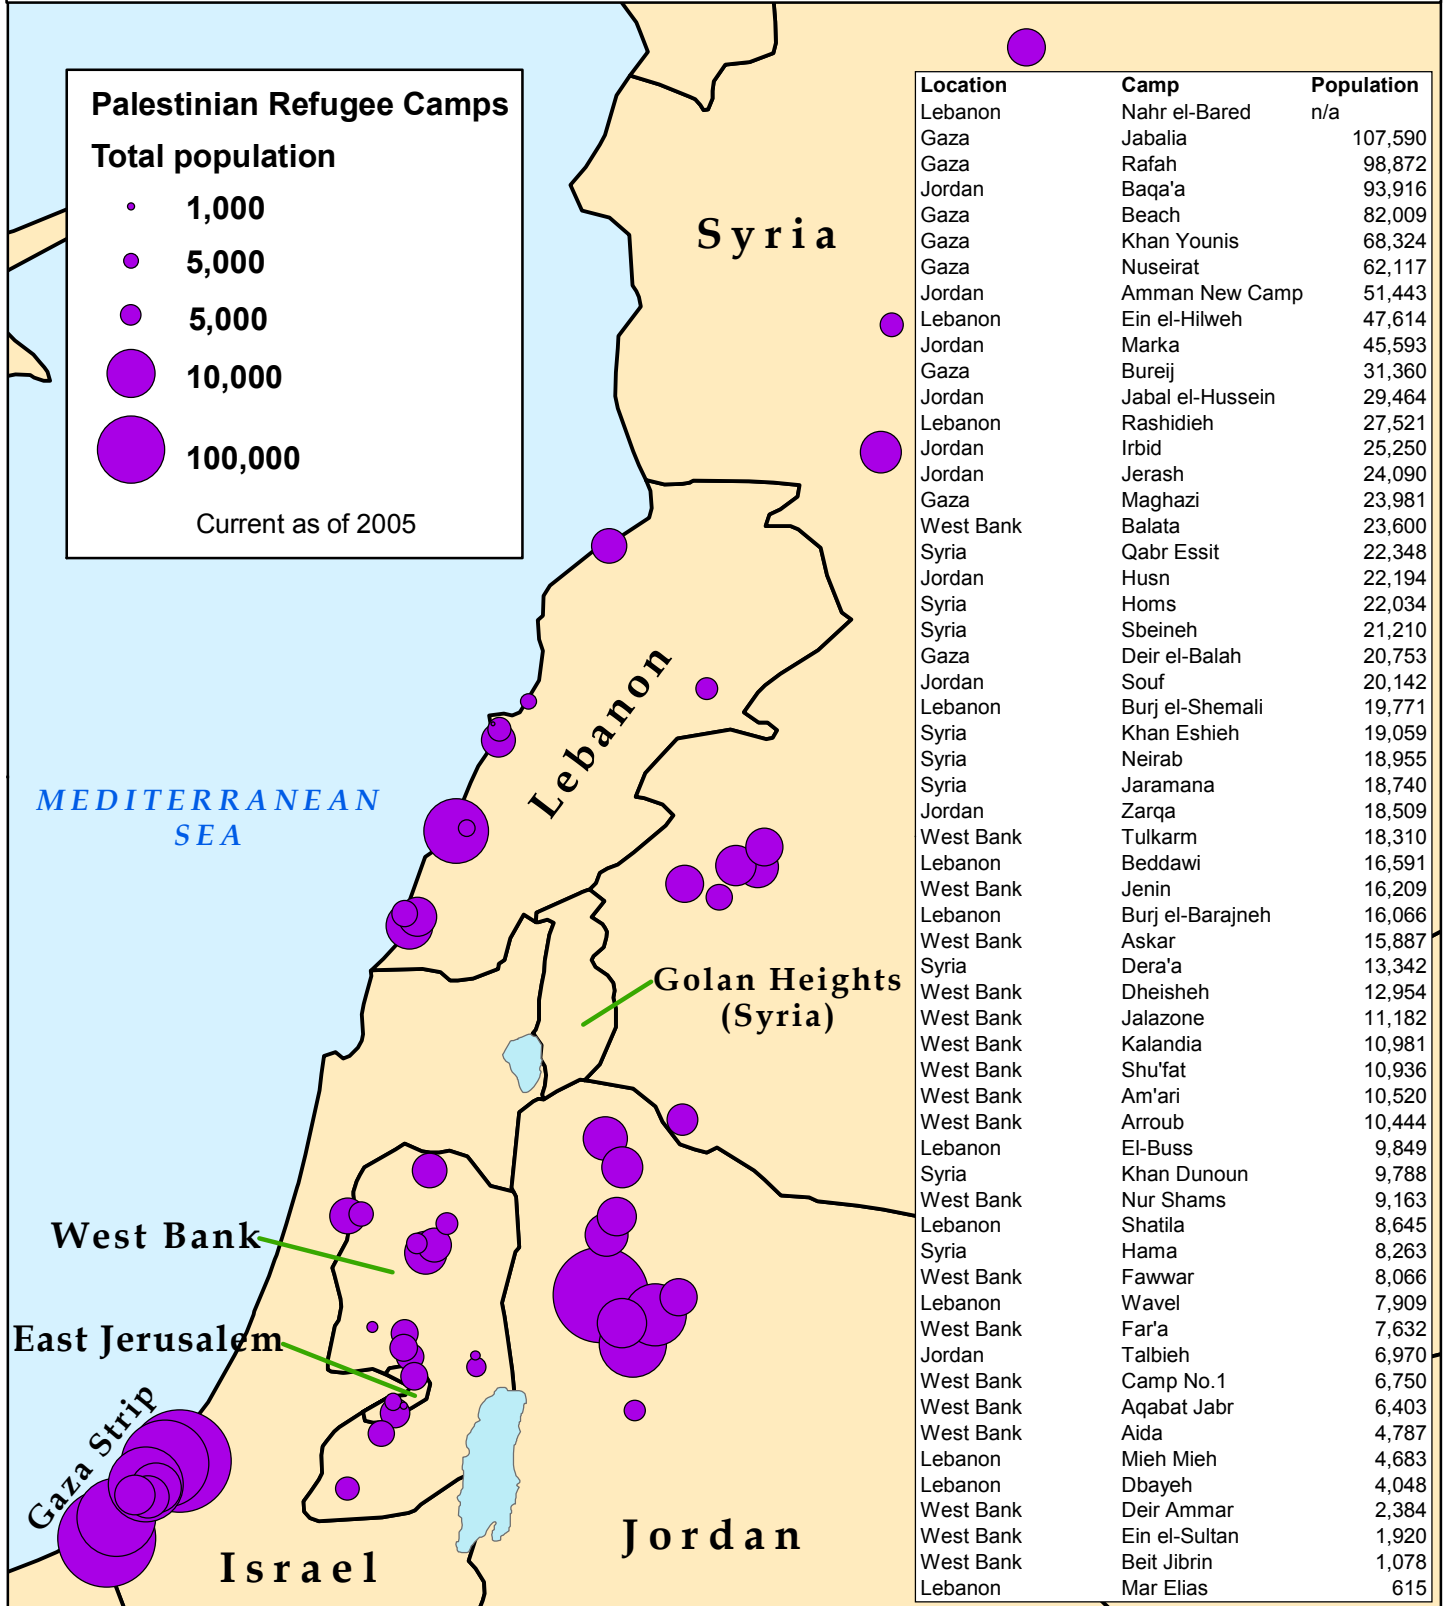 Palestinian Refugee Camps
Total population
1,000
5,000
5,000
10,000
100,000
Current as of 2005
Syria
Lebanon
MEDITERRANEAN
SEA
Golan Heights
(Syria)
West Bank
East Jerusalem
Gaza Strip
Israel
Jordan
Location Camp Population
Lebanon Nahr el-Bared n/a
Gaza Jabalia 107,590
Gaza Rafah 98,872
Jordan Baqa'a 93,916
Gaza Beach 82,009
Gaza Khan Younis 68,324
Gaza Nuseirat 62,117
Jordan Amman New Camp 51,443
Lebanon Ein el-Hilweh 47,614
Jordan Marka 45,593
Gaza Bureij 31,360
Jordan Jabal el-Hussein 29,464
Lebanon Rashidieh 27,521
Jordan Irbid 25,250
Jordan Jerash 24,090
Gaza Maghazi 23,981
West Bank Balata 23,600
Syria Qabr Essit 22,348
Jordan Husn 22,194
Syria Homs 22,034
Syria Sbeineh 21,210
Gaza Deir el-Balah 20,753
Jordan Souf 20,142
Lebanon Burj el-Shemali 19,771
Syria Khan Eshieh 19,059
Syria Neirab 18,955
Syria Jaramana 18,740
Jordan Zarqa 18,509
West Bank Tulkarm 18,310
Lebanon Beddawi 16,591
West Bank Jenin 16,209
Lebanon Burj el-Barajneh 16,066
West Bank Askar 15,887
Syria Dera'a 13,342
West Bank Dheisheh 12,954
West Bank Jalazone 11,182
West Bank Kalandia 10,981
West Bank Shu'fat 10,936
West Bank Am'ari 10,520
West Bank Arroub 10,444
Lebanon El-Buss 9,849
Syria Khan Dunoun 9,788
West Bank Nur Shams 9,163
Lebanon Shatila 8,645
Syria Hama 8,263
West Bank Fawwar 8,066
Lebanon Wavel 7,909
West Bank Far'a 7,632
Jordan Talbieh 6,970
West Bank Camp No.1 6,750
West Bank Aqabat Jabr 6,403
West Bank Aida 4,787
Lebanon Mieh Mieh 4,683
Lebanon Dbayeh 4,048
West Bank Deir Ammar 2,384
West Bank Ein el-Sultan 1,920
West Bank Beit Jibrin 1,078
Lebanon Mar Elias 615